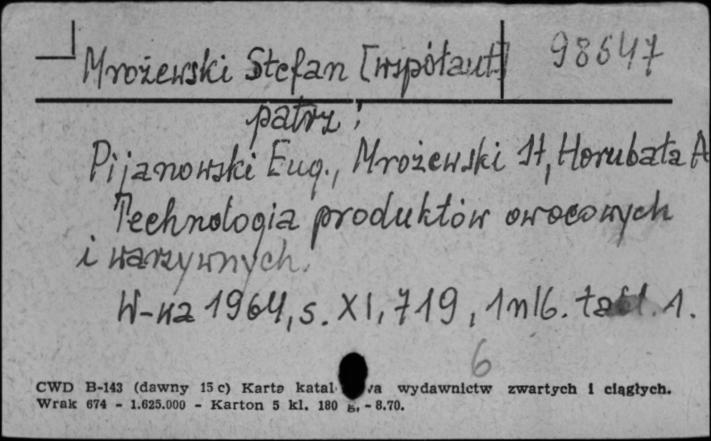 Mrożewski Stefan [współaut.] 98647
patrz:
Pijanowski Eug., Mrożewski St, Horubała A
Technologia produktów owocowych
i warzywnych.
W-wa 1964, s. XI, 719, 1 nlb. tabl. 1.
6
CWD B-143 (dawny 15 c) Karta katal wa wydawnictw zwartych i ciągłych.
Wrak 674 - 1.625.000 - Karton 5 kl. 180 g, - 8.70.